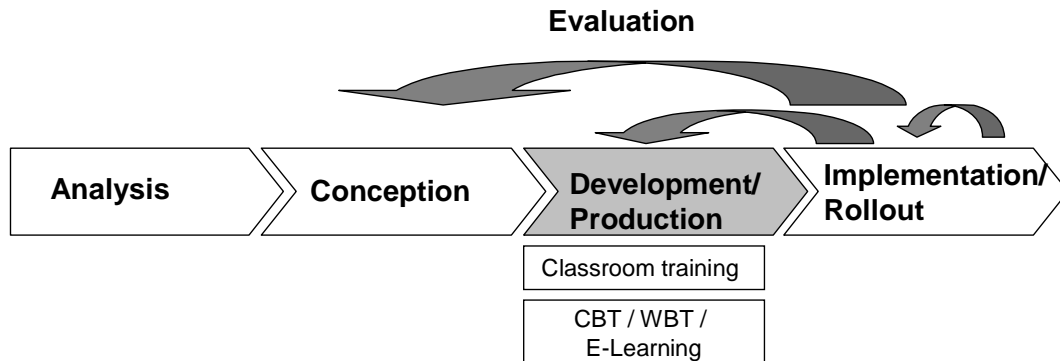 Evaluation
Analysis
Conception
Development/
Production
Implementation/
Rollout
Classroom training
CBT / WBT /
E-Learning